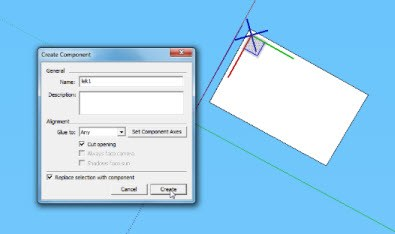 Create Component
General
Name:
Description:
Alignment
Glue to: Any Set Component Axes
Cut opening
Always face camera
Shadows face sun
Replace selection with component
Cancel Create